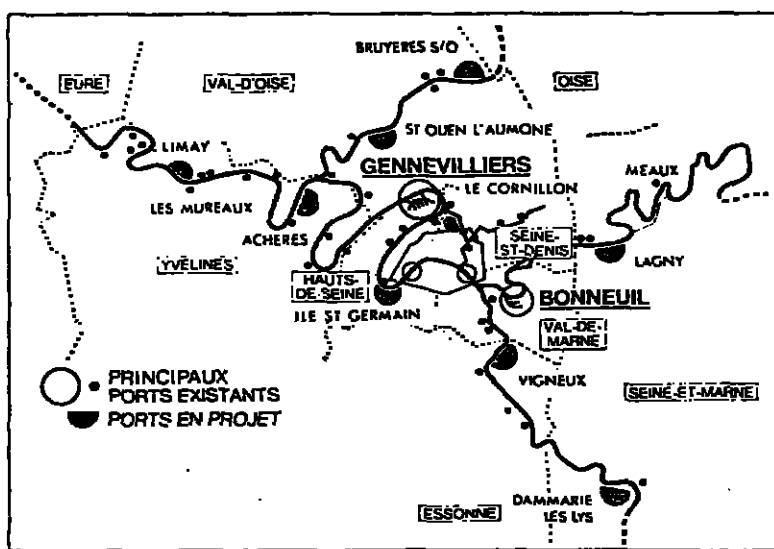 BRUYERES S/O
EURE
VAL-D'OISE
OISE
ST OUEN L'AUMONE
LIMAY
GENNEVILLIERS
MEAUX
LE CORNILLON
LES MUREAUX
ACHERES
SEINE-
ST-DENIS
LAGNY
YVELINES
HAUTS-
DE-SEINE
ILE ST GERMAIN
BONNEUIL
VAL-DE-
MARNE
VIGNEUX
SEINE-ET-MARNE
PRINCIPAUX
PORTS EXISTANTS
PORTS EN PROJET
DAMMARIE
LES LYS
ESSONNE